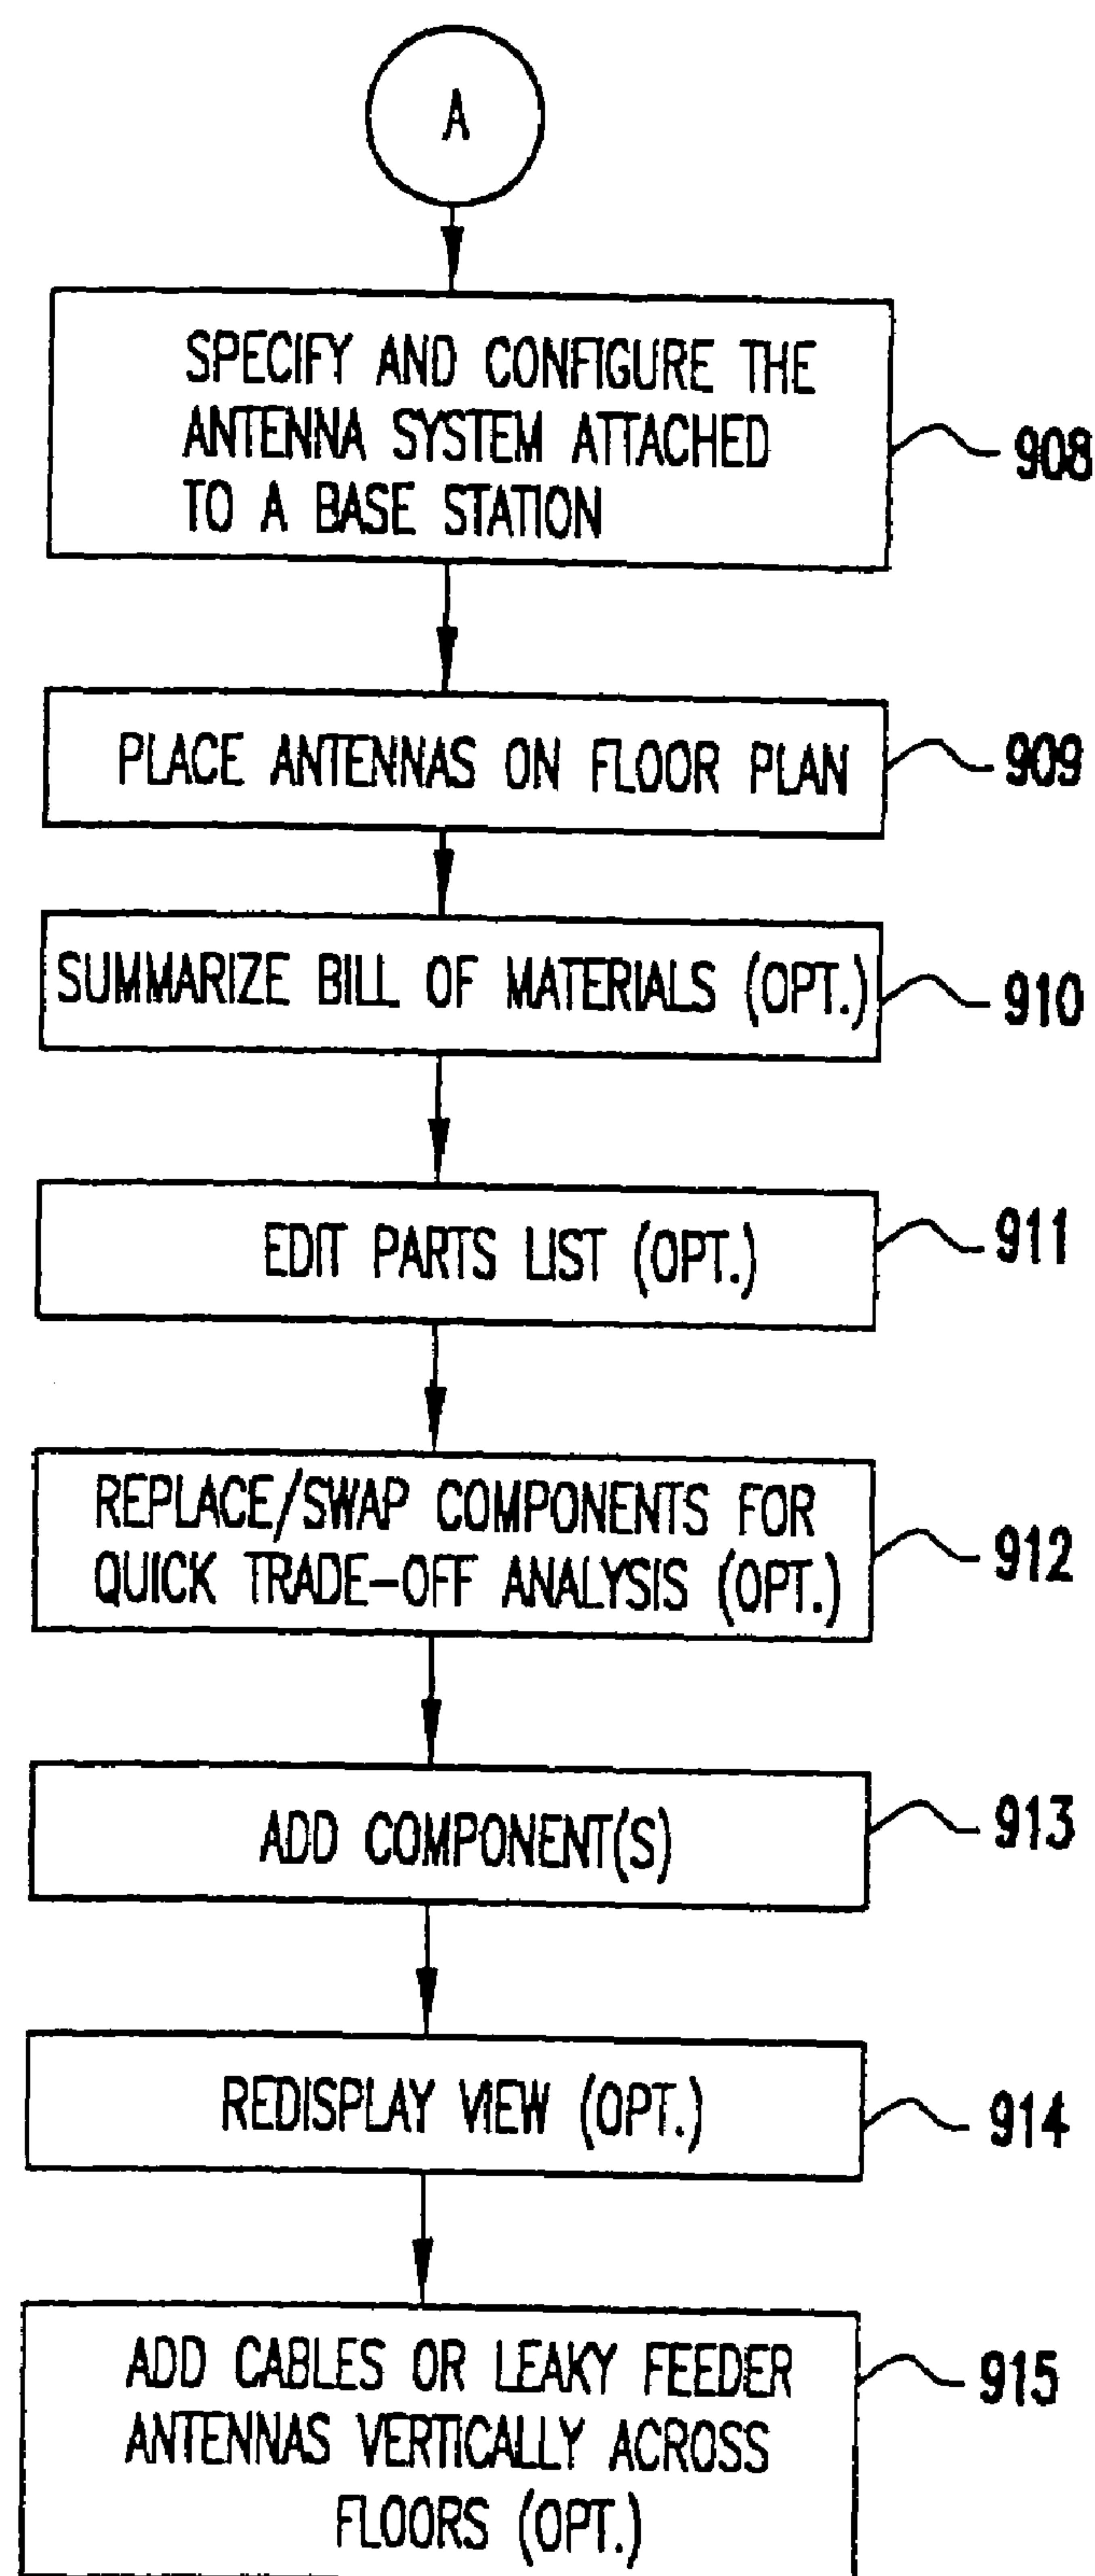 A
SPECIFY AND CONFIGURE THE
ANTENNA SYSTEM ATTACHED
TO A BASE STATION
908
PLACE ANTENNAS ON FLOOR PLAN
909
SUMMARIZE BILL OF MATERIALS (OPT.)
910
EDIT PARTS LIST (OPT.)
911
REPLACE/SWAP COMPONENTS FOR
QUICK TRADE-OFF ANALYSIS (OPT.)
912
ADD COMPONENT(S)
913
REDISPLAY VIEW (OPT.)
914
ADD CABLES OR LEAKY FEEDER
ANTENNAS VERTICALLY ACROSS
FLOORS (OPT.)
915